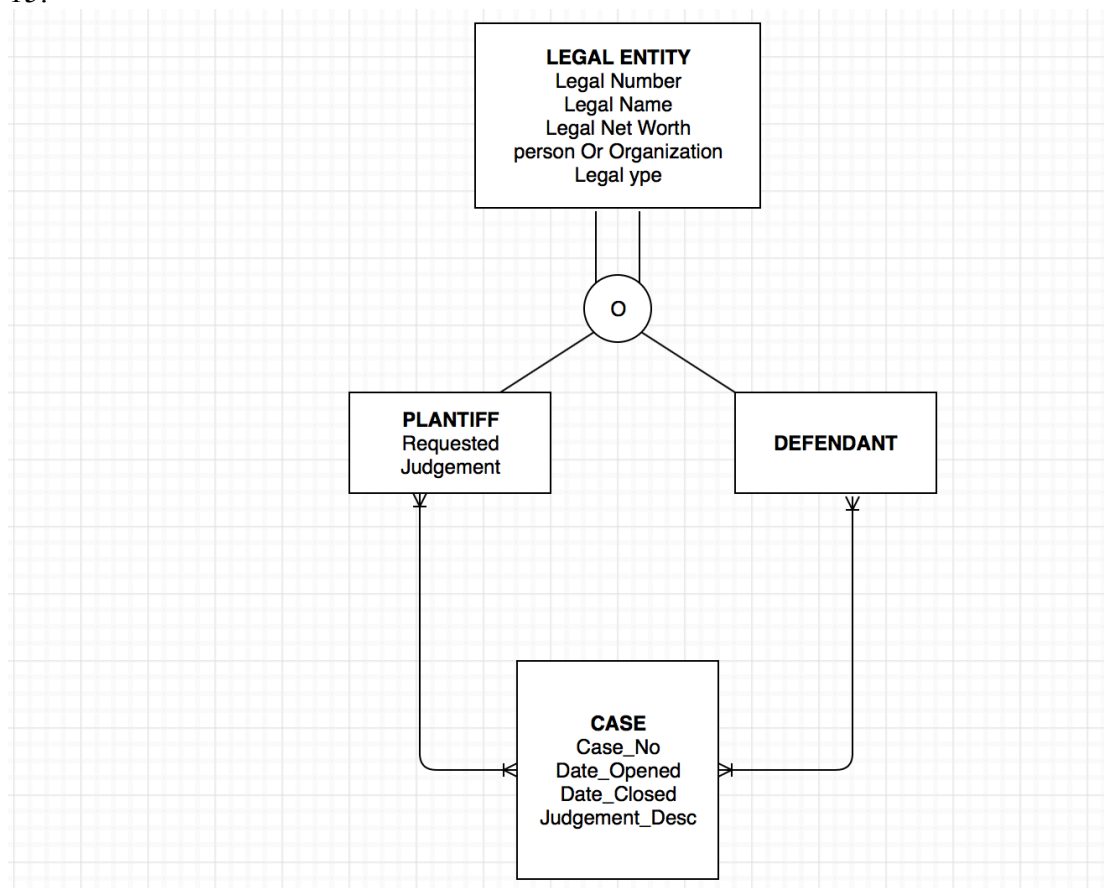 LEGAL ENTITY
Legal Number
Legal Name
Legal Net Worth
person Or Organization
Legal ype
O
PLANTIFF
Requested
Judgement
DEFENDANT
CASE
Case_No
Date_Opened
Date_Closed
Judgement_Desc